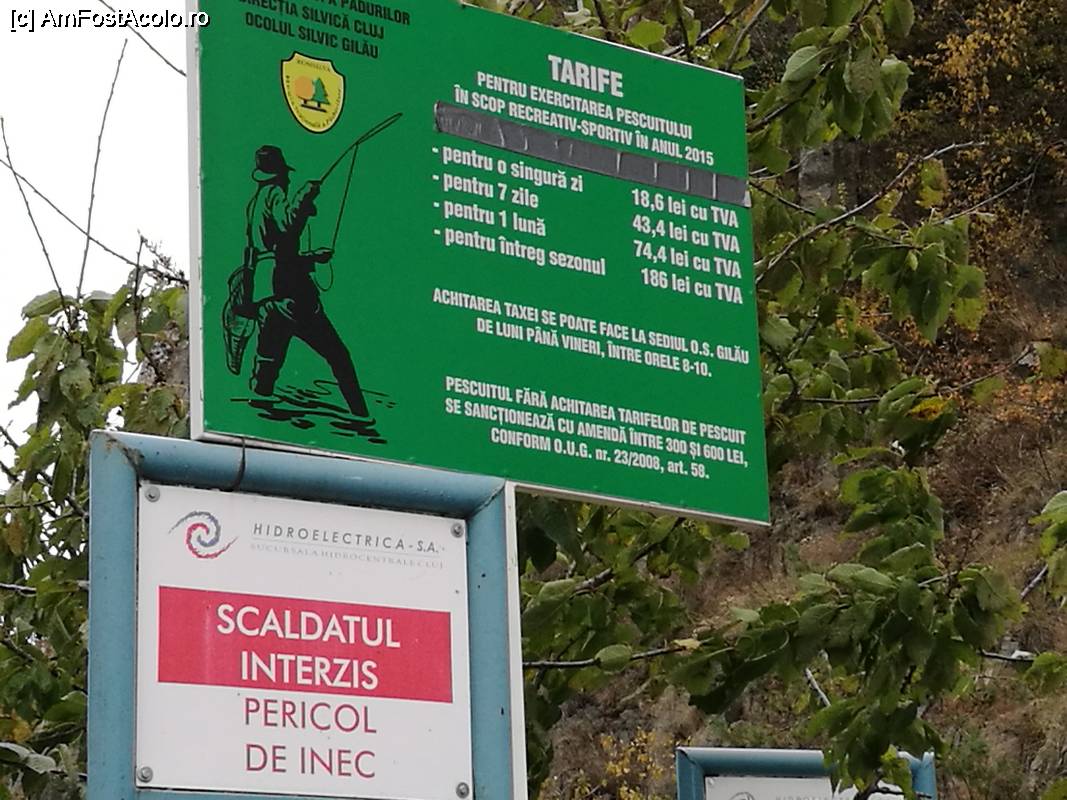 [c] AmFostAcolo.ro
A PĂDURILOR
DIRECȚIA SILVICĂ CLUJ
OCOLUL SILVIC GILĂU
ROMSILVA
TARIFE
PENTRU EXERCITAREA PESCUITULUI
ÎN SCOP RECREATIV-SPORTIV ÎN ANUL 2015
- pentru o singură zi 18,6 lei cu TVA
- pentru 7 zile 43,4 lei cu TVA
- pentru 1 lună 74,4 lei cu TVA
- pentru întreg sezonul 186 lei cu TVA
ACHITAREA TAXEI SE POATE FACE LA SEDIUL O.S. GILĂU
DE LUNI PÂNĂ VINERI, ÎNTRE ORELE 8-10.
PESCUITUL FĂRĂ ACHITAREA TARIFELOR DE PESCUIT
SE SANCȚIONEAZĂ CU AMENDĂ ÎNTRE 300 ȘI 600 LEI,
CONFORM O.U.G. nr. 23/2008, art. 58.
HIDROELECTRICA - S.A.
SUCURSALA HIDROCENTRALE CLUJ
SCALDATUL
INTERZIS
PERICOL
DE INEC
HIDROELECTRICA